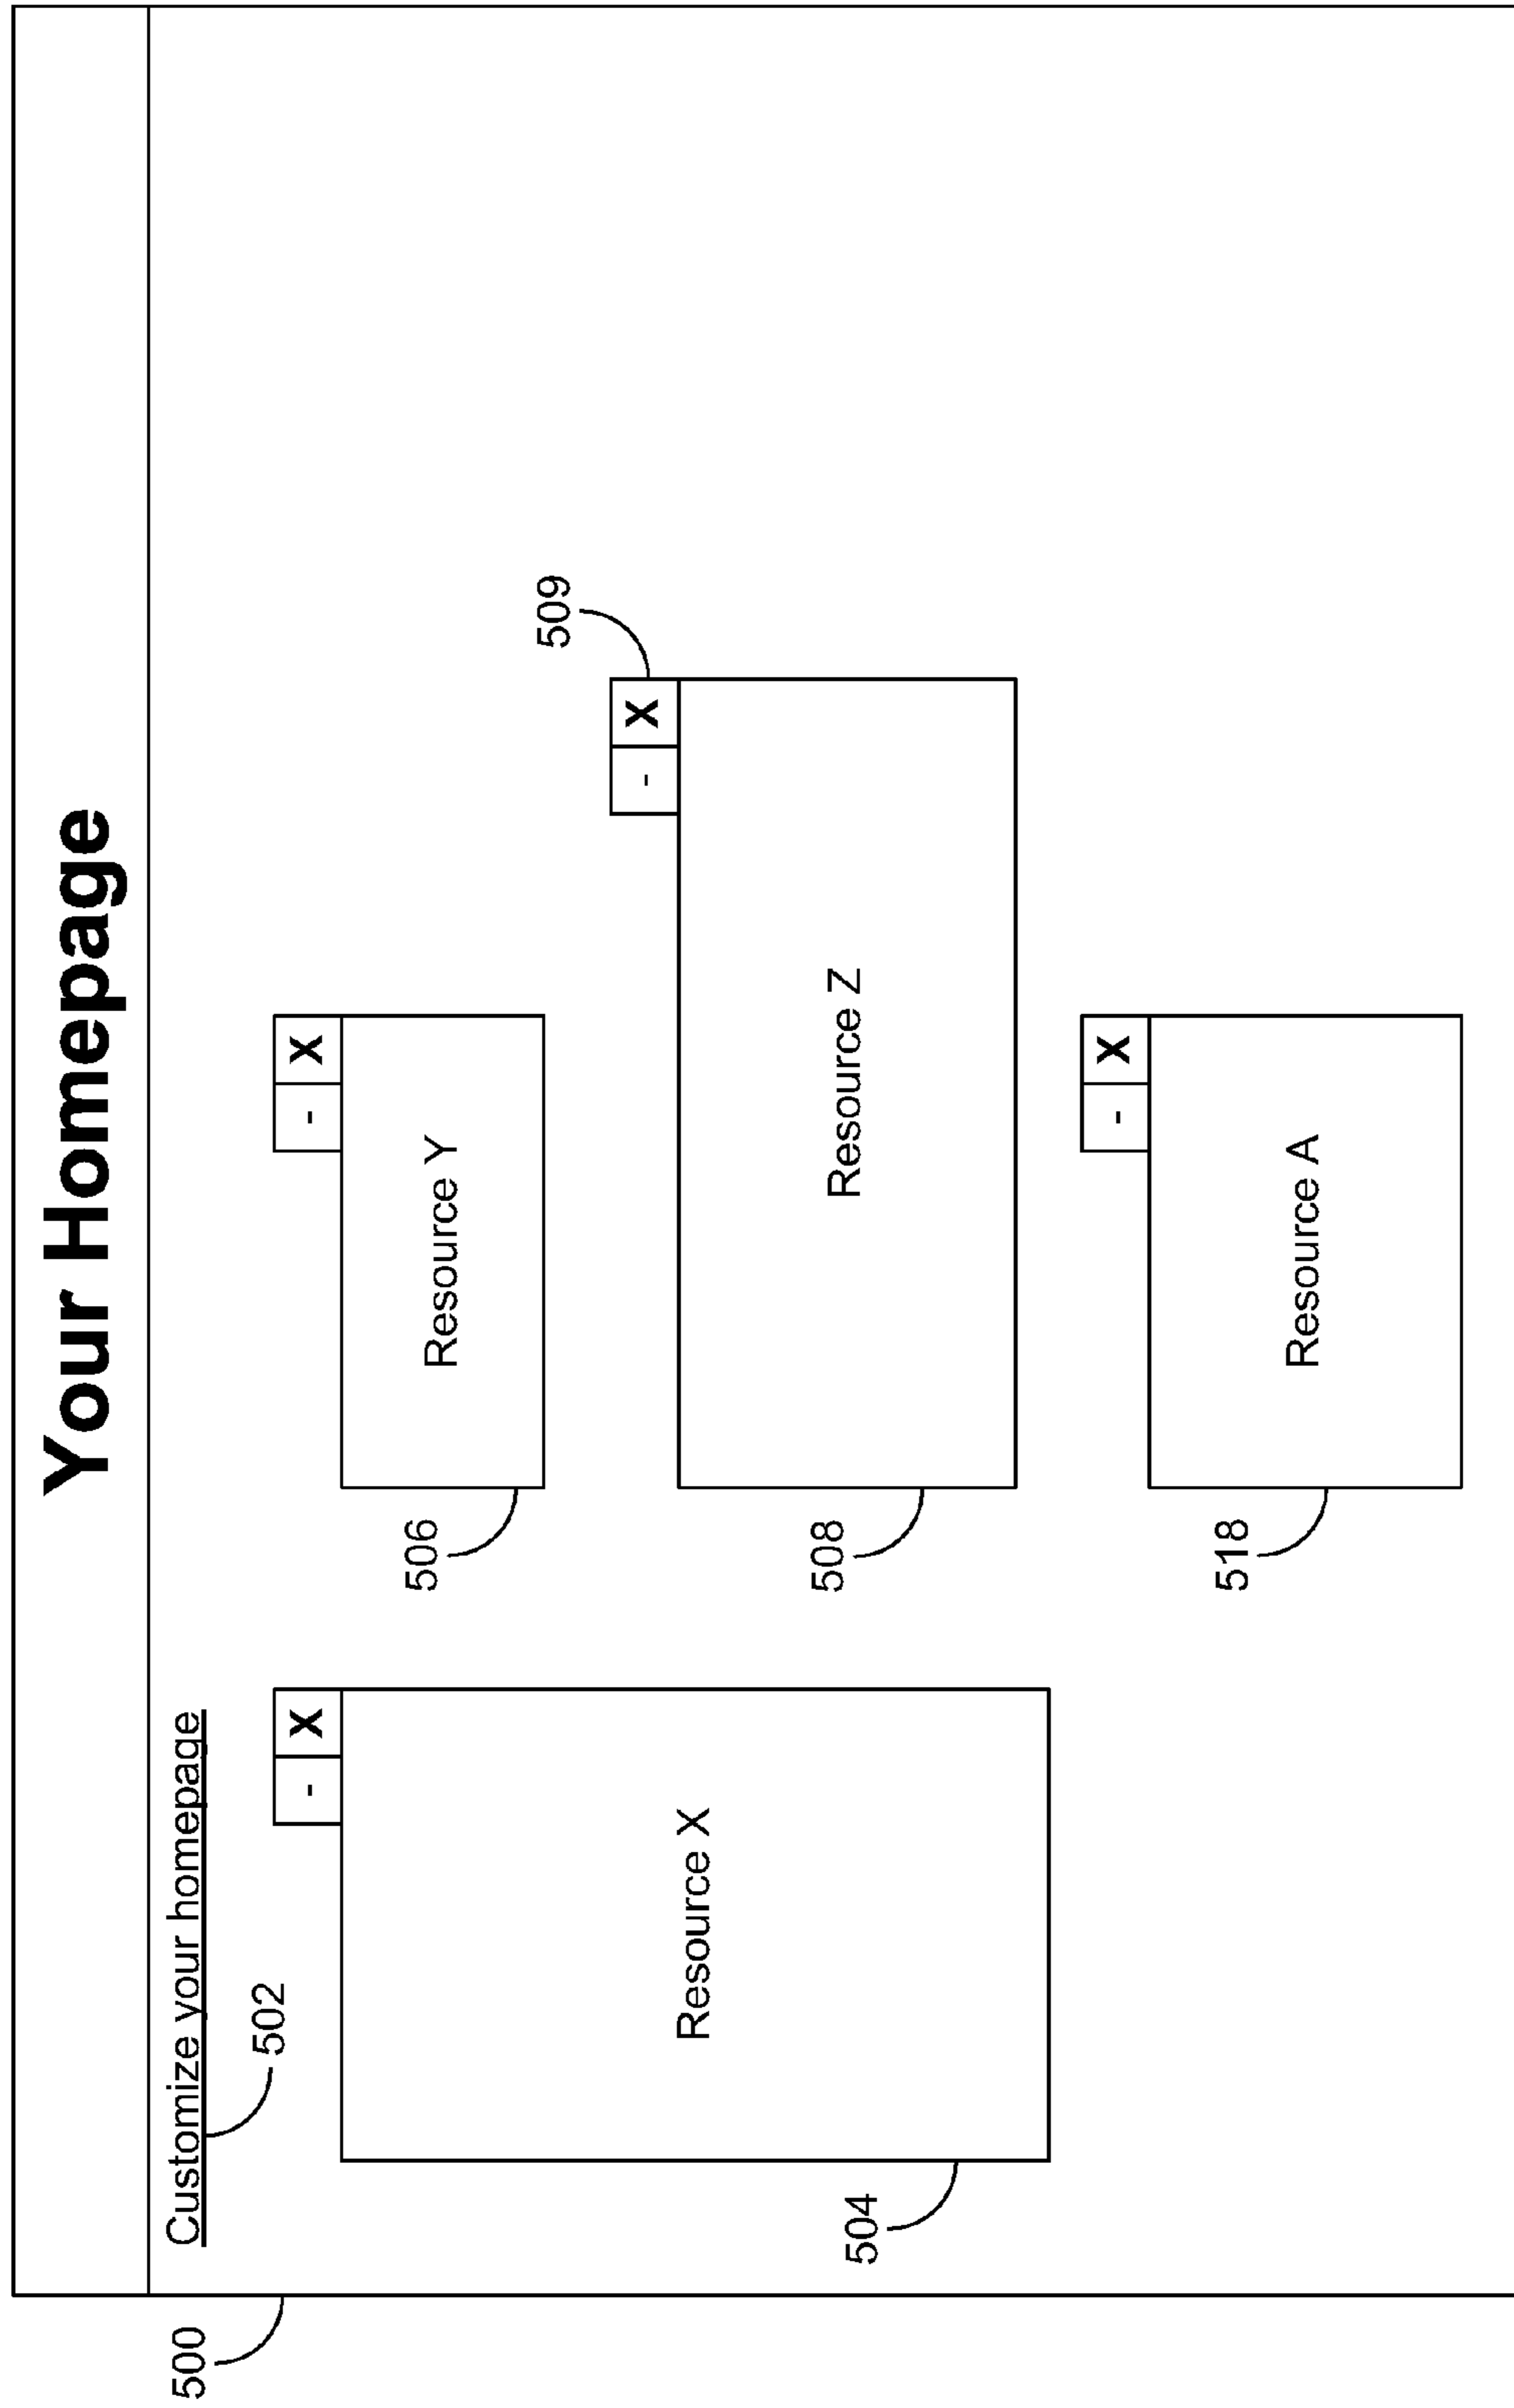 Your Homepage
500
Customize your homepage
502
- X
Resource X
504
- X
Resource Y
506
509
- X
Resource Z
508
- X
Resource A
518